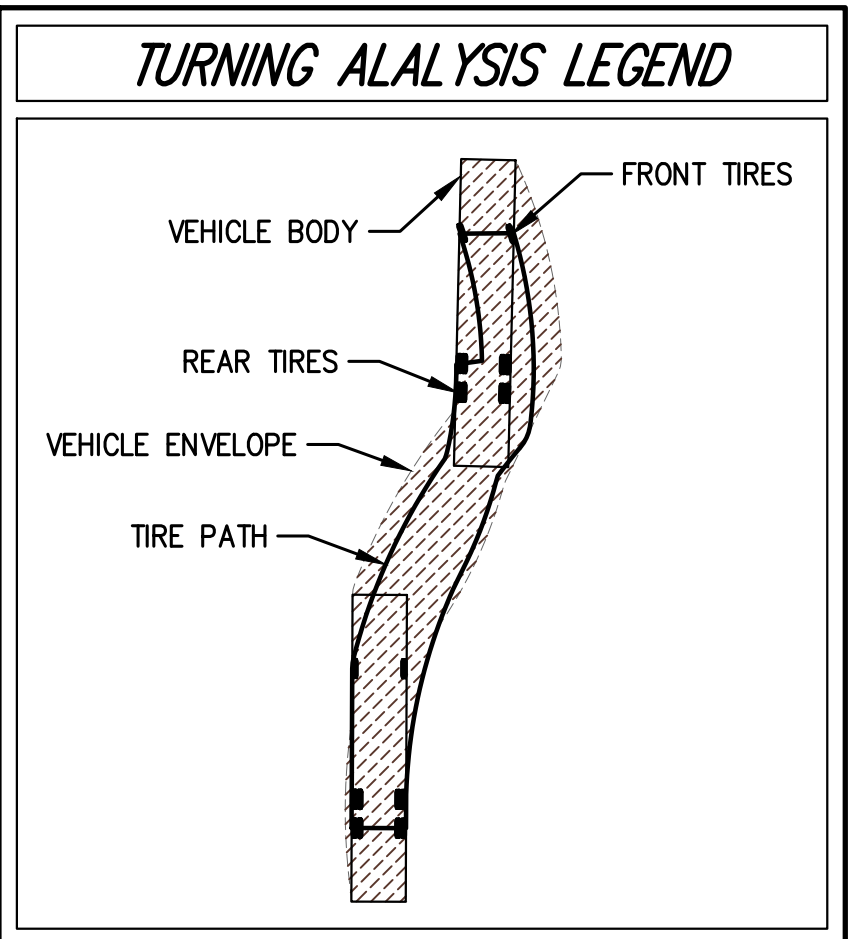 TURNING ALALYSIS LEGEND
FRONT TIRES
VEHICLE BODY
REAR TIRES
VEHICLE ENVELOPE
TIRE PATH